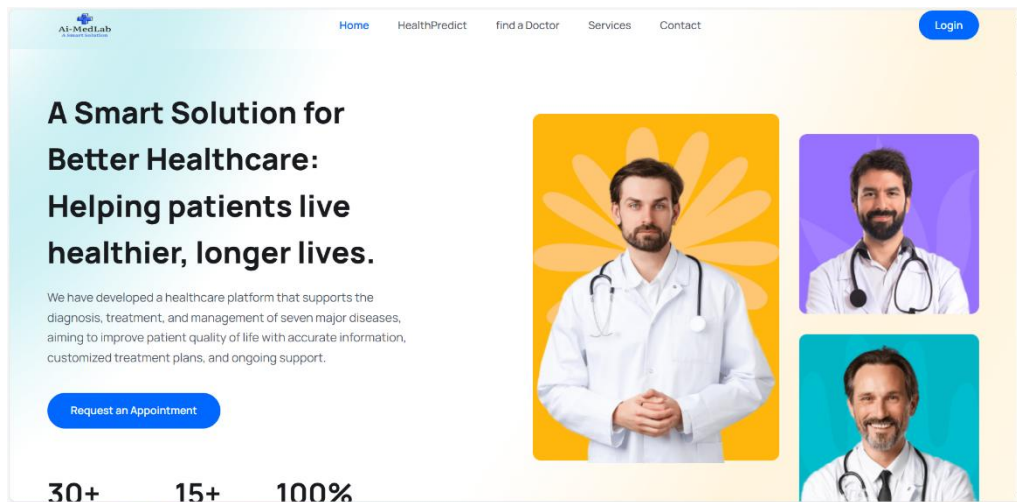 Ai-MedLab
A Smart Solution
Home
HealthPredict
find a Doctor
Services
Contact
Login
A Smart Solution for
Better Healthcare:
Helping patients live
healthier, longer lives.
We have developed a healthcare platform that supports the
diagnosis, treatment, and management of seven major diseases,
aiming to improve patient quality of life with accurate information,
customized treatment plans, and ongoing support.
Request an Appointment
30+
15+
100%